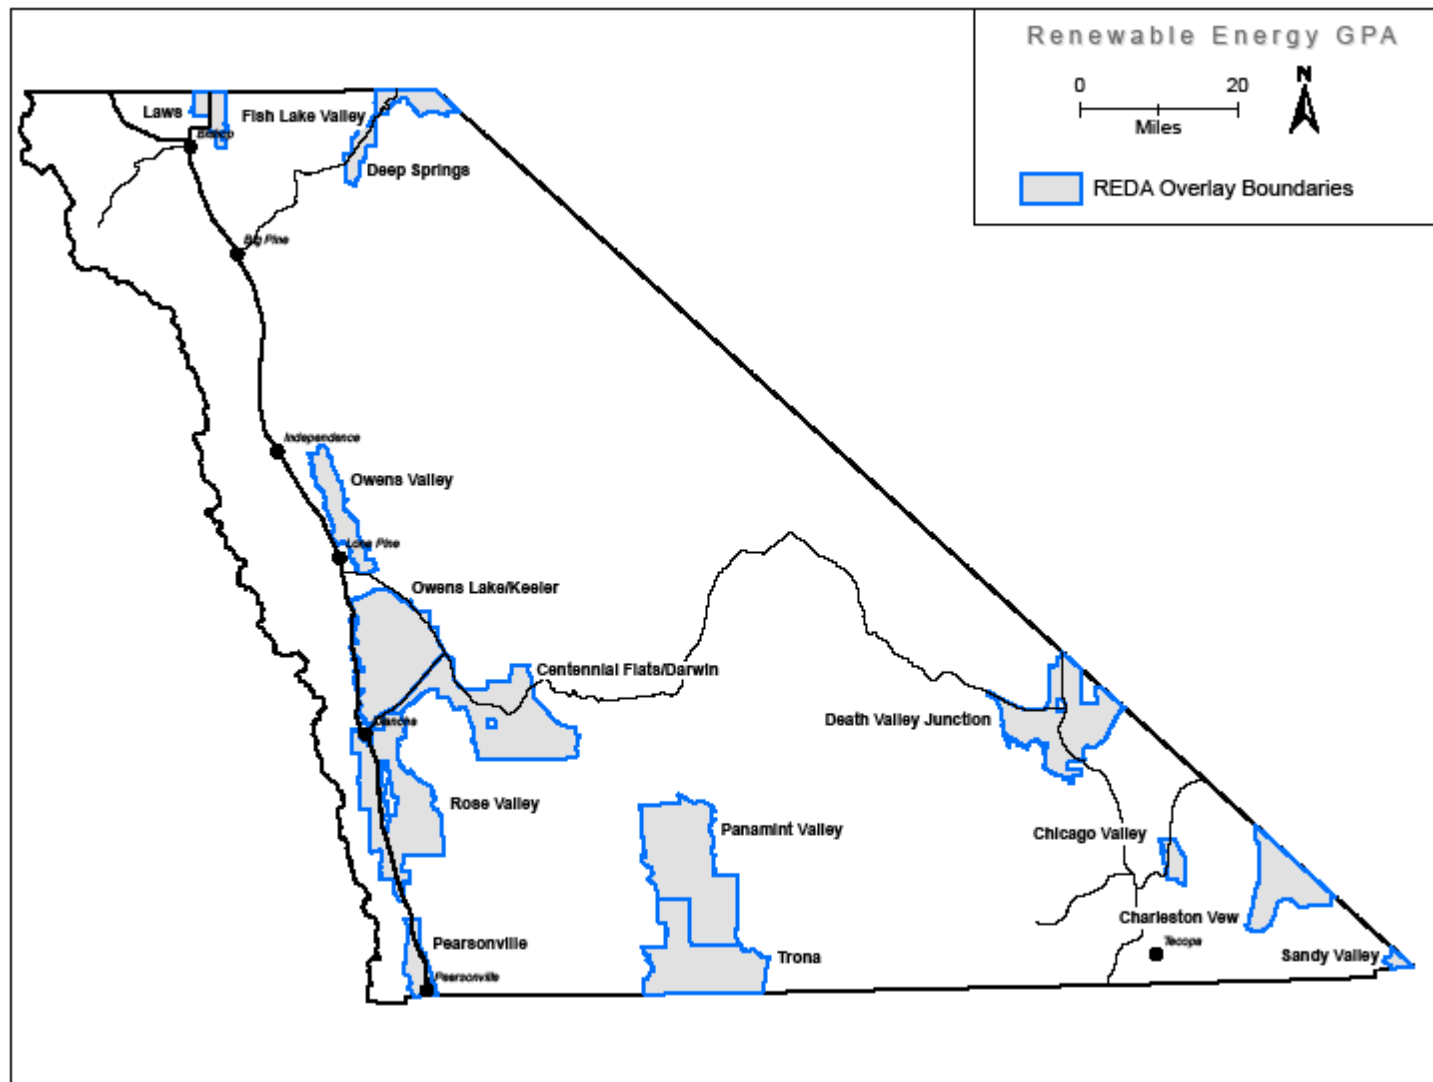 Renewable Energy GPA
0 20
N
Miles
REDA Overlay Boundaries
Laws
Fish Lake Valley
Bishop
Deep Springs
Big Pine
Independence
Owens Valley
Lone Pine
Owens Lake/Keeler
Centennial Flats/Darwin
Death Valley Junction
Olancha
Rose Valley
Panamint Valley
Chicago Valley
Charleston Vew
Pearsonville
Tecopa
Trona
Sandy Valley
Pearsonville